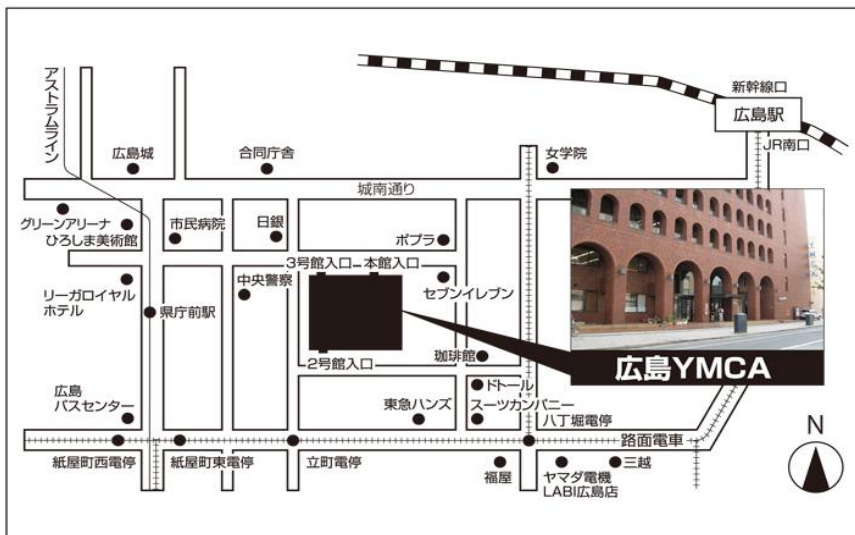 アストラムライン
新幹線口
広島駅
JR南口
広島城
合同庁舎
女学院
城南通り
グリーンアリーナ
ひろしま美術館
市民病院
日銀
ポプラ
3号館入口
本館入口
リーガロイヤル
ホテル
県庁前駅
中央警察
セブンイレブン
2号館入口
珈琲館
広島YMCA
広島
バスセンター
東急ハンズ
ドトール
スーツカンパニー
八丁堀電停
路面電車
N
紙屋町西電停
紙屋町東電停
立町電停
福屋
ヤマダ電機
LABI広島店
三越